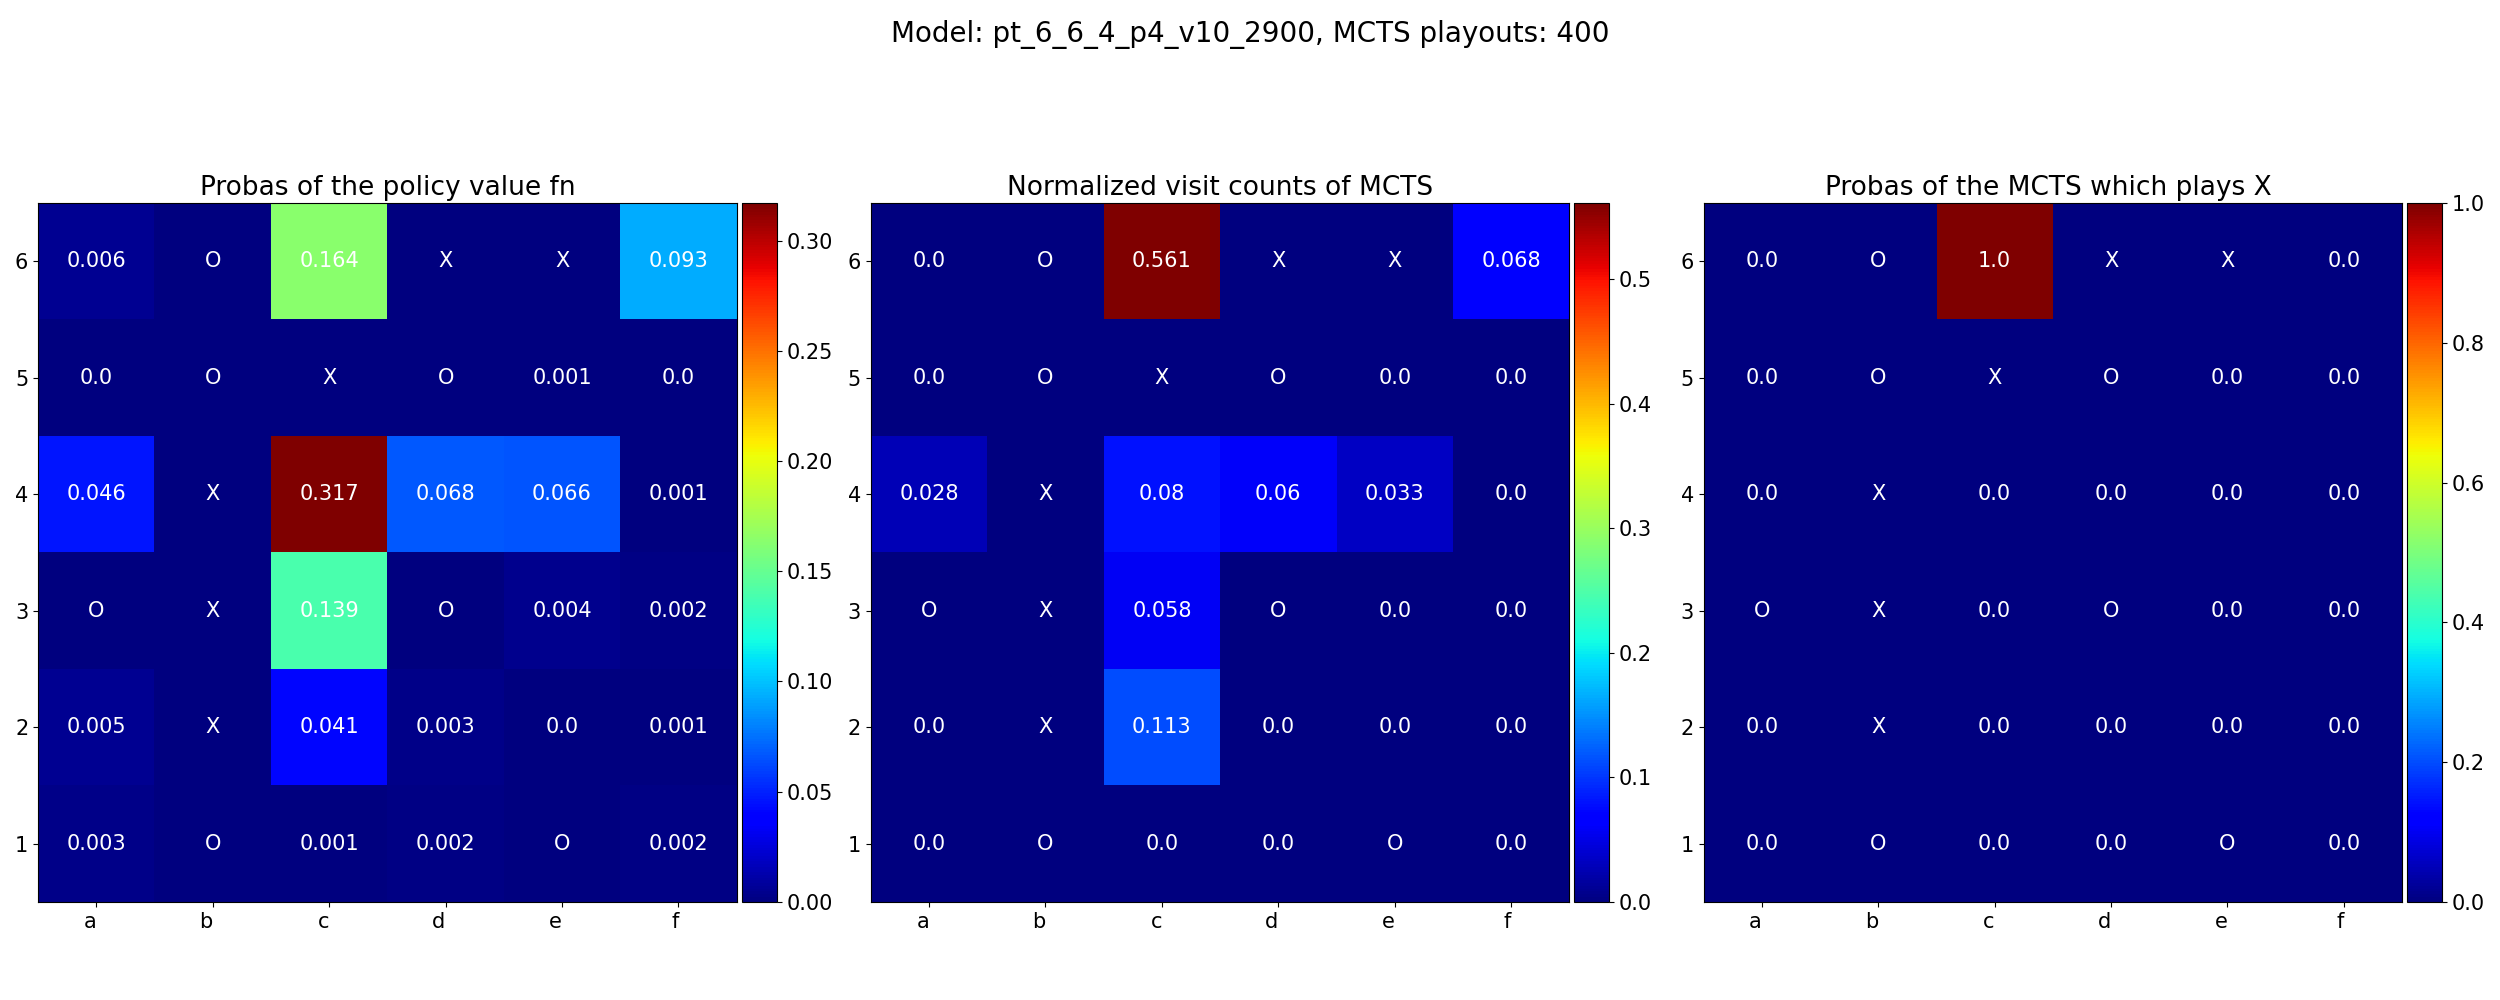 Model: pt_6_6_4_p4_v10_2900, MCTS playouts: 400
Probas of the policy value fn
6 0.006 O 0.164 X X 0.093
5 0.0 O X O 0.001 0.0
4 0.046 X 0.317 0.068 0.066 0.001
3 O X 0.139 O 0.004 0.002
2 0.005 X 0.041 0.003 0.0 0.001
1 0.003 O 0.001 0.002 O 0.002
a b c d e f
0.30
0.25
0.20
0.15
0.10
0.05
0.00
Normalized visit counts of MCTS
6 0.0 O 0.561 X X 0.068
5 0.0 O X O 0.0 0.0
4 0.028 X 0.08 0.06 0.033 0.0
3 O X 0.058 O 0.0 0.0
2 0.0 X 0.113 0.0 0.0 0.0
1 0.0 O 0.0 0.0 O 0.0
a b c d e f
0.5
0.4
0.3
0.2
0.1
0.0
Probas of the MCTS which plays X
6 0.0 O 1.0 X X 0.0
5 0.0 O X O 0.0 0.0
4 0.0 X 0.0 0.0 0.0 0.0
3 O X 0.0 O 0.0 0.0
2 0.0 X 0.0 0.0 0.0 0.0
1 0.0 O 0.0 0.0 O 0.0
a b c d e f
1.0
0.8
0.6
0.4
0.2
0.0